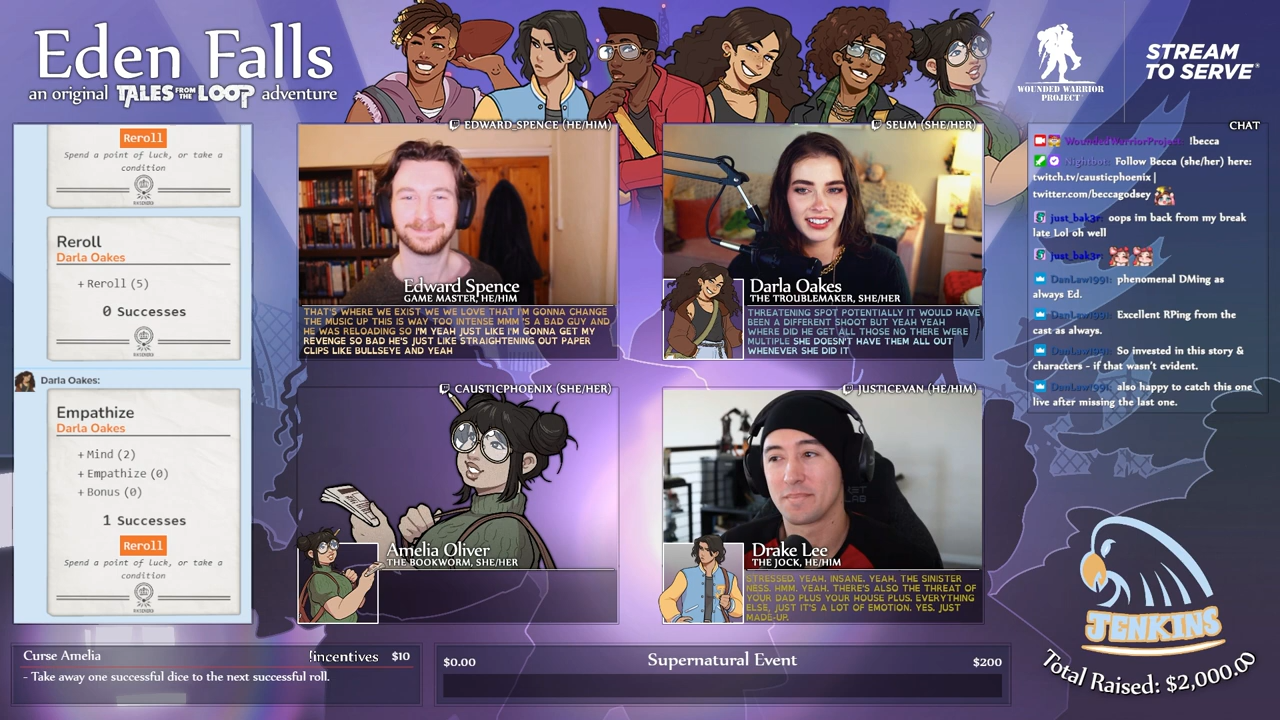 Eden Falls
an original TALES FROM THE LOOP adventure
WOUNDED WARRIOR
PROJECT
STREAM
TO SERVE
Reroll
Spend a point of luck, or take a
condition
Reroll
Darla Oakes
+ Reroll (5)
0 Successes
Darla Oakes:
Empathize
Darla Oakes
+ Mind (2)
+ Empathize (0)
+ Bonus (0)
1 Successes
Reroll
Spend a point of luck, or take a
condition
EDWARD_SPENCE (HE/HIM)
Edward Spence
GAME MASTER, HE/HIM
THAT'S WHERE WE EXIST WE WE LOVE THAT I'M GONNA CHANGE
THE MUSIC UP THIS IS WAY TOO INTENSE MMM 'S A BAD GUY AND
HE WAS RELOADING SO I'M YEAH JUST LIKE I'M GONNA GET MY
REVENGE SO BAD HE'S JUST LIKE STRAIGHTENING OUT PAPER
CLIPS LIKE BULLSEYE AND YEAH
SEUM (SHE/HER)
Darla Oakes
THE TROUBLEMAKER, SHE/HER
THREATENING SPOT POTENTIALLY IT WOULD HAVE
BEEN A DIFFERENT SHOOT BUT YEAH YEAH
WHERE DID HE GET ALL THOSE NO THERE WERE
MULTIPLE SHE DOESN'T HAVE THEM ALL OUT
WHENEVER SHE DID IT
CAUSTICPHOENIX (SHE/HER)
Amelia Oliver
THE BOOKWORM, SHE/HER
JUSTICEVAN (HE/HIM)
Drake Lee
THE JOCK, HE/HIM
STRESSED. YEAH. INSANE. YEAH. THE SINISTER
NESS. HMM. YEAH. THERE'S ALSO THE THREAT OF
YOUR DAD PLUS YOUR HOUSE PLUS. EVERYTHING
ELSE, JUST IT'S A LOT OF EMOTION. YES. JUST
MADE-UP.
CHAT
WoundedWarriorProject: !becca
Nightbot: Follow Becca (she/her) here:
twitch.tv/causticphoenix |
twitter.com/beccagodsey
just_bak3r: oops im back from my break
late Lol oh well
just_bak3r:
DanLaw1991: phenomenal DMing as
always Ed.
DanLaw1991: Excellent RPing from the
cast as always.
DanLaw1991: So invested in this story &
characters - if that wasn't evident.
DanLaw1991: also happy to catch this one
live after missing the last one.
JENKINS
Total Raised: $2,000.00
Curse Amelia !incentives $10
- Take away one successful dice to the next successful roll.
$0.00 Supernatural Event $200